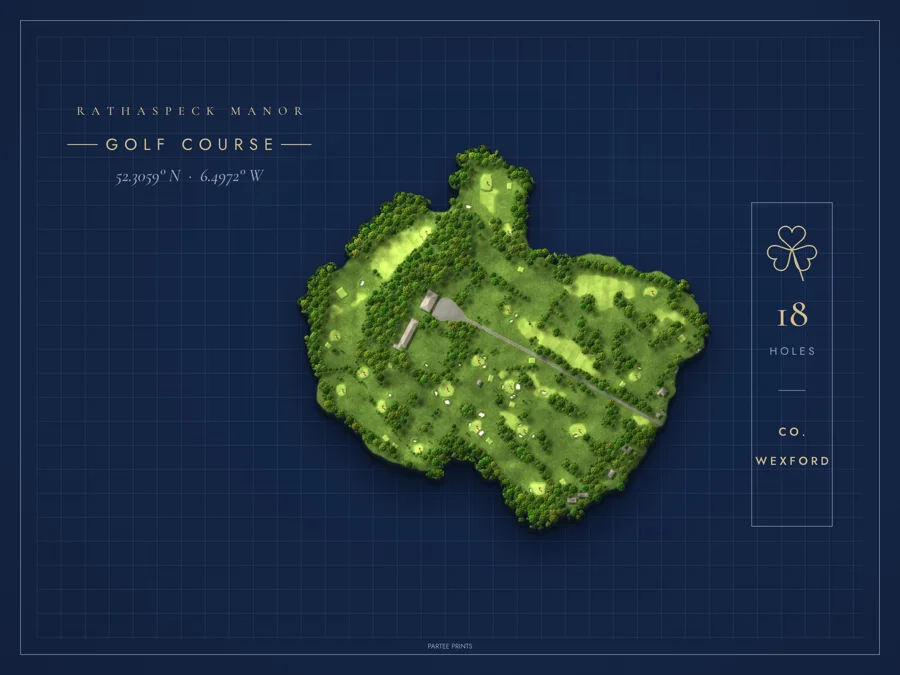 RATHASPECK MANOR
GOLF COURSE
52.3059° N · 6.4972° W
18
HOLES
CO.
WEXFORD
PARTEE PRINTS